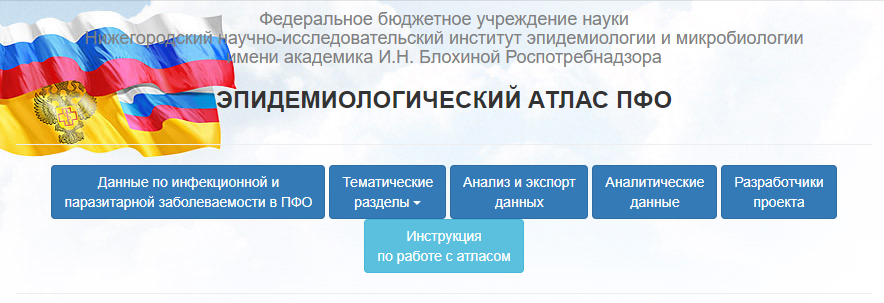 Федеральное бюджетное учреждение науки
Нижегородский научно-исследовательский институт эпидемиологии и микробиологии
имени академика И.Н. Блохиной Роспотребнадзора
ЭПИДЕМИОЛОГИЧЕСКИЙ АТЛАС ПФО
Данные по инфекционной и
паразитарной заболеваемости в ПФО
Тематические
разделы
Анализ и экспорт
данных
Аналитические
данные
Разработчики
проекта
Инструкция
по работе с атласом